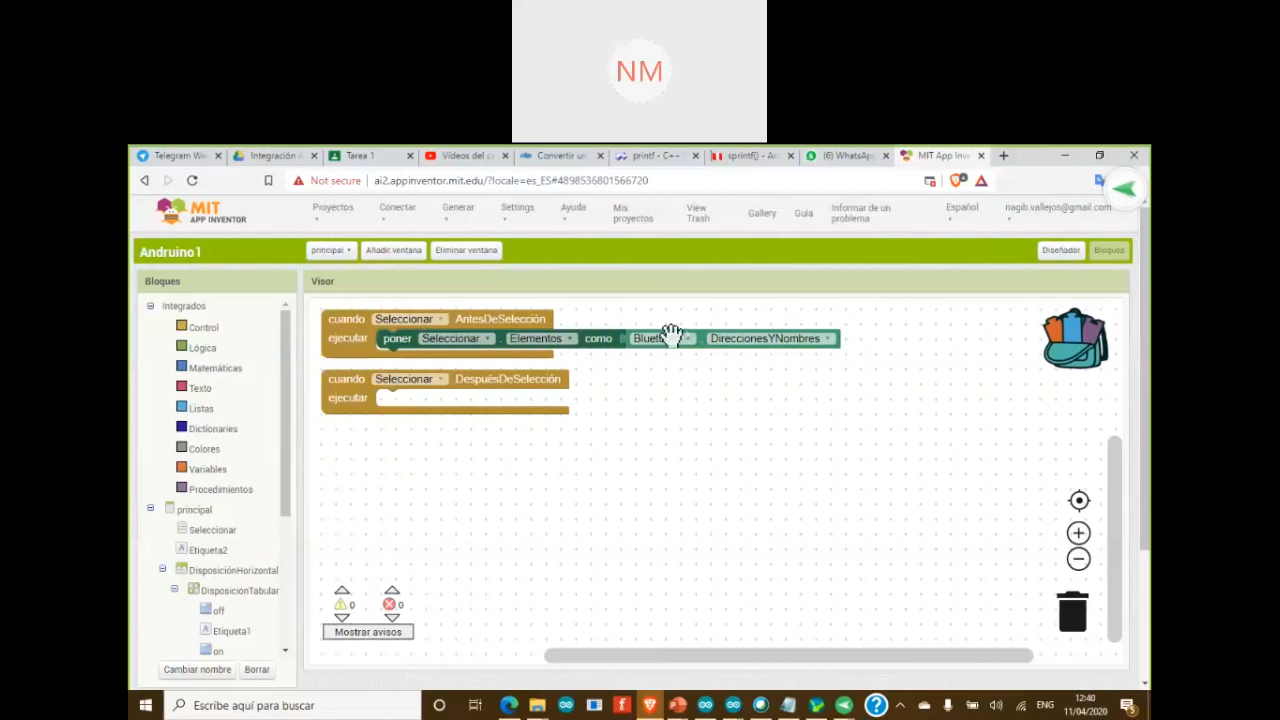 NM
Telegram We
Integración A
Tarea 1
Vídeos del ca
Convertir un
printf - C++
sprintf() - Ar
(6) WhatsApp
MIT App Inve
Not secure
ai2.appinventor.mit.edu/?locale=es_ES#4898536801566720
MIT
APP INVENTOR
Proyectos
Conectar
Generar
Settings
Ayuda
Mis proyectos
View Trash
Gallery
Guía
Informar de un problema
Español
nagib.vallejos@gmail.com
Andruino1
principal
Añadir ventana
Eliminar ventana
Diseñador
Bloques
Bloques
Visor
Integrados
Control
Lógica
Matemáticas
Texto
Listas
Dictionaries
Colores
Variables
Procedimientos
principal
Seleccionar
Etiqueta2
DisposiciónHorizontal
DisposiciónTabular
off
Etiqueta1
on
Cambiar nombre
Borrar
cuando Seleccionar .AntesDeSelección
ejecutar poner Seleccionar . Elementos como DireccionesYNombres
cuando Seleccionar .DespuésDeSelección
ejecutar
0
0
Mostrar avisos
Escribe aquí para buscar
ENG
12:40
11/04/2020
5